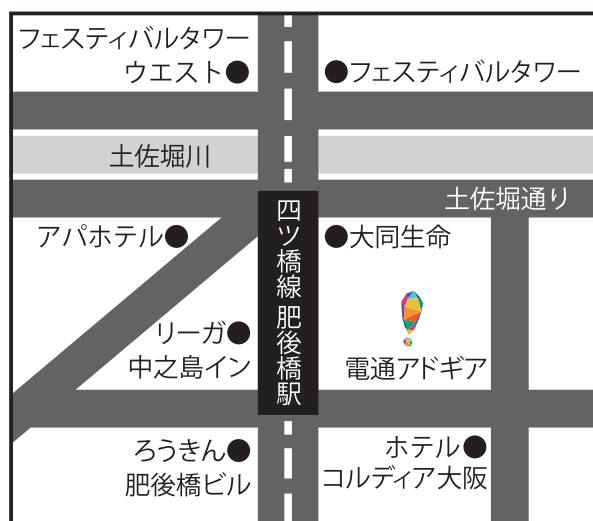 フェスティバルタワー
ウエスト
フェスティバルタワー
土佐堀川
土佐堀通り
四ツ橋線 肥後橋駅
アパホテル
大同生命
リーガ
中之島イン
電通アドギア
ろうきん
肥後橋ビル
ホテル
コルディア大阪